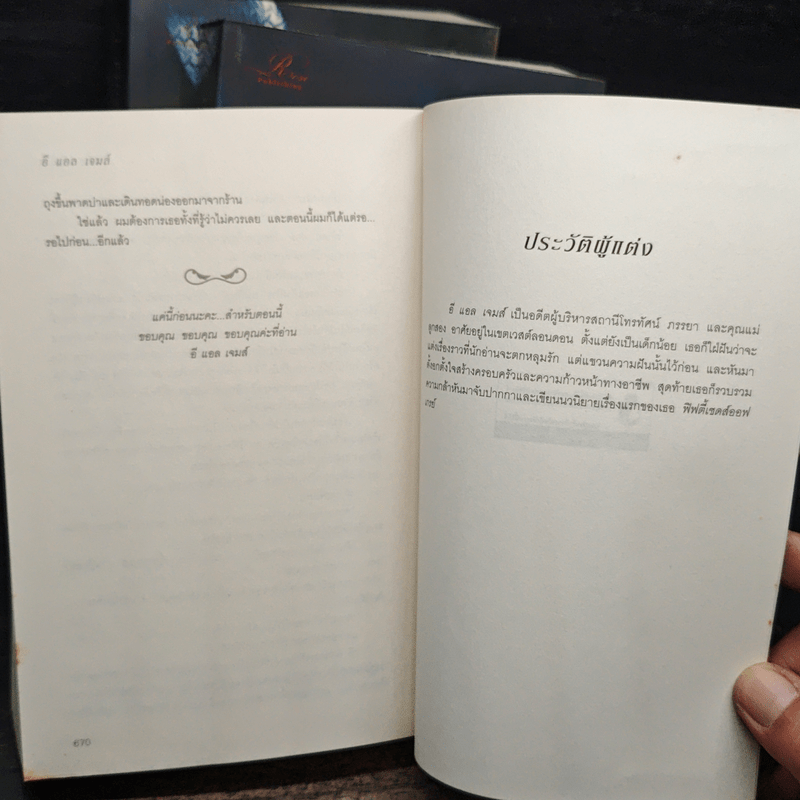 Rose
อี แอล เจมส์
ถุงขึ้นพาดบ่าและเดินทอดน่องออกมาจากร้าน
ใช่แล้ว ผมต้องการเธอทั้งที่รู้ว่าไม่ควรเลย และตอนนี้ผมก็ได้แต่รอ...
รอไปก่อน...อีกแล้ว
แค่นี้ก่อนนะคะ...สำหรับตอนนี้
ขอบคุณ ขอบคุณ ขอบคุณค่ะที่อ่าน
อี แอล เจมส์
๖๗๐
ประวัติผู้แต่ง
อี แอล เจมส์ เป็นอดีตผู้บริหารสถานีโทรทัศน์ ภรรยา และคุณแม่
ลูกสอง อาศัยอยู่ในเขตเวสต์ลอนดอน ตั้งแต่ยังเป็นเด็กน้อย เธอก็ใฝ่ฝันว่าจะ
แต่งเรื่องราวที่นักอ่านจะตกหลุมรัก แต่แขวนความฝันนั้นไว้ก่อน และหันมา
ตั้งอกตั้งใจสร้างครอบครัวและความก้าวหน้าทางอาชีพ สุดท้ายเธอก็รวบรวม
ความกล้าหันมาจับปากกาและเขียนนวนิยายเรื่องแรกของเธอ ฟิฟตี้เชดส์ออฟ
เกรย์